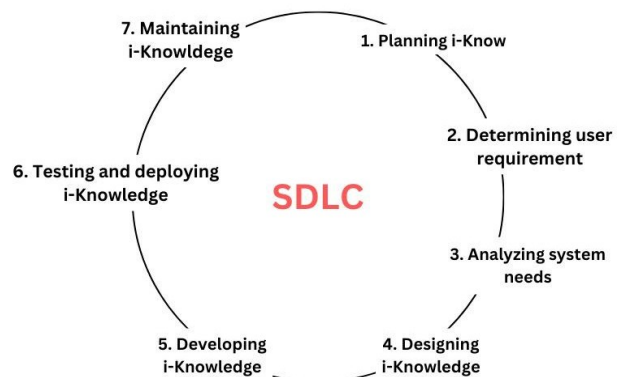 1. Planning i-Know
2. Determining user
requirement
3. Analyzing system
needs
4. Designing
i-Knowledge
5. Developing
i-Knowledge
6. Testing and deploying
i-Knowledge
7. Maintaining
i-Knowldege
SDLC